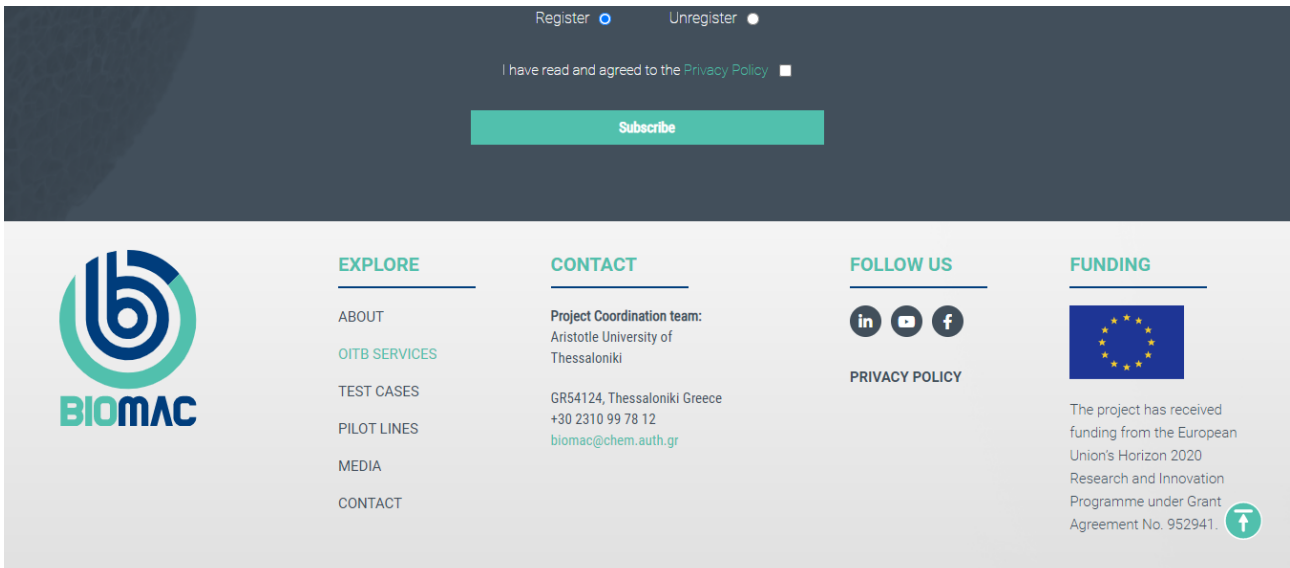 Register Unregister
I have read and agreed to the Privacy Policy
Subscribe
BIOMAC
EXPLORE
ABOUT
OITB SERVICES
TEST CASES
PILOT LINES
MEDIA
CONTACT
CONTACT
Project Coordination team:
Aristotle University of
Thessaloniki
GR54124, Thessaloniki Greece
+30 2310 99 78 12
biomac@chem.auth.gr
FOLLOW US
in f
PRIVACY POLICY
FUNDING
The project has received
funding from the European
Union's Horizon 2020
Research and Innovation
Programme under Grant
Agreement No. 952941.